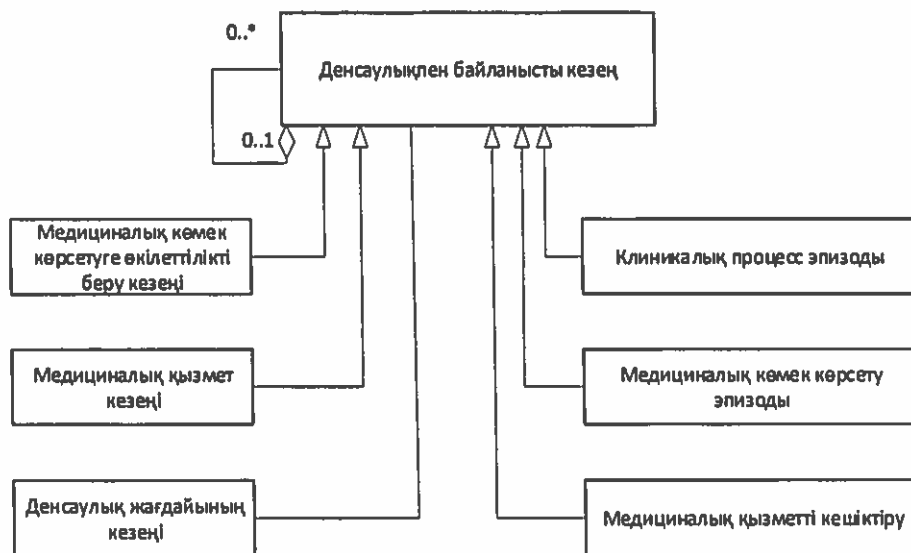 0..*
Денсаулықпен байланысты кезең
0..1
Медициналық көмек
көрсетуге өкілеттілікті
беру кезеңі
Клиникалық процесс эпизоды
Медициналық қызмет
кезеңі
Медициналық көмек көрсету
эпизоды
Денсаулық жағдайының
кезеңі
Медициналық қызметті кешіктіру